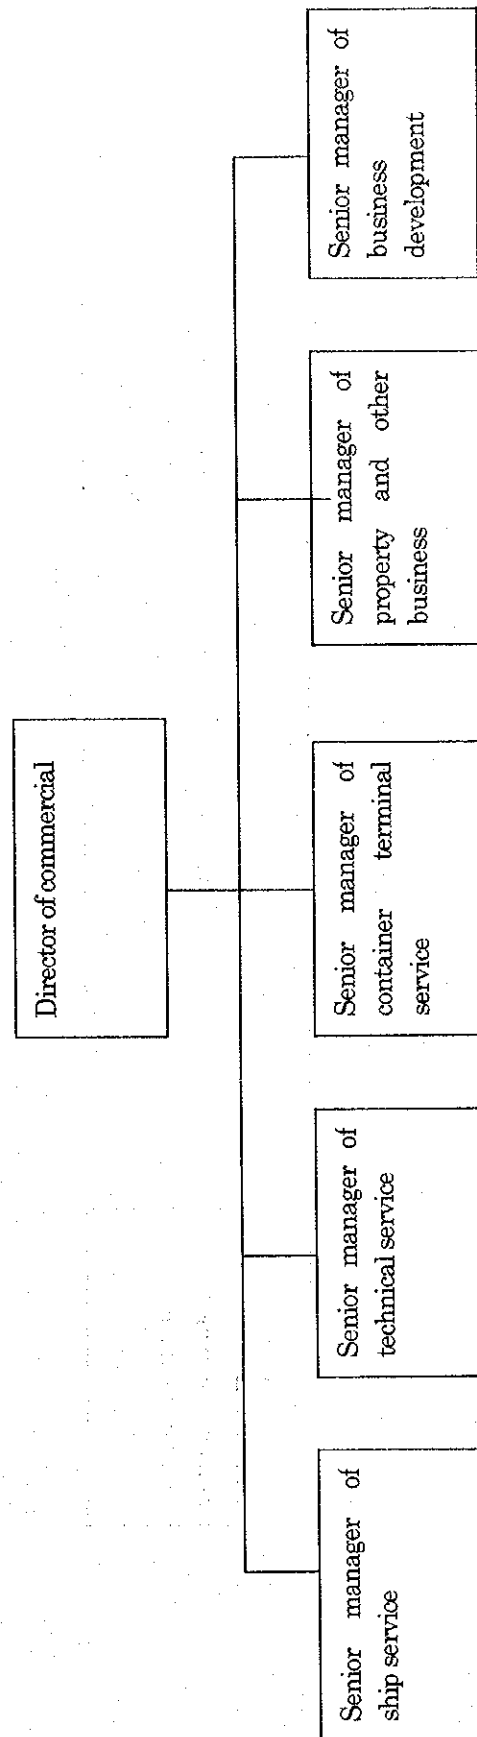 Director of commercial
Senior manager of
ship service
Senior manager of
technical service
Senior manager of
container terminal
service
Senior manager of
property and other
business
Senior manager of
business
development